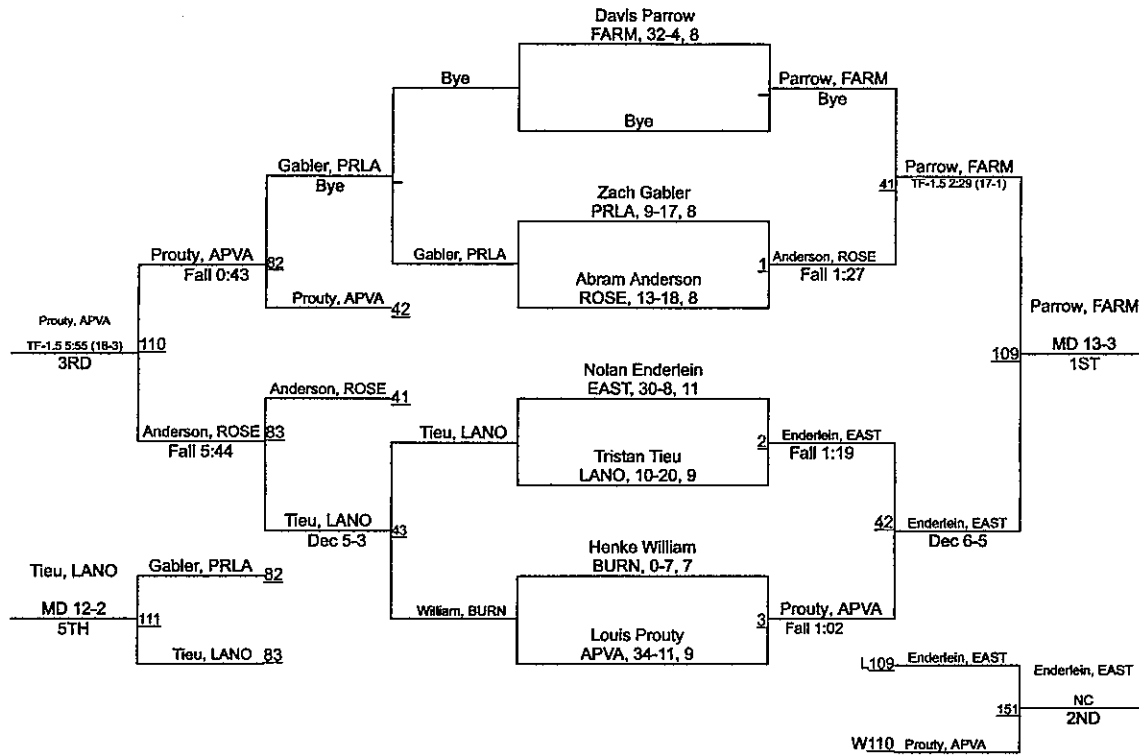 Davis Parrow
FARM, 32-4, 8
Bye
Parrow, FARM
Bye
Bye
Gabler, PRLA
Bye
Parrow, FARM
41
TF-1.5 2:29 (17-1)
Zach Gabler
PRLA, 9-17, 8
Prouty, APVA
82
Fall 0:43
Gabler, PRLA
1
Anderson, ROSE
Fall 1:27
Abram Anderson
ROSE, 13-18, 8
Prouty, APVA
42
Prouty, APVA
TF-1.5 5:55 (18-3)
110
3RD
Parrow, FARM
109
MD 13-3
1ST
Nolan Enderlein
EAST, 30-8, 11
Anderson, ROSE
41
Anderson, ROSE
83
Fall 5:44
Tieu, LANO
2
Enderlein, EAST
Fall 1:19
Tristan Tieu
LANO, 10-20, 9
Tieu, LANO
43
Dec 5-3
42
Enderlein, EAST
Dec 6-5
Henke William
BURN, 0-7, 7
Tieu, LANO
Gabler, PRLA
82
MD 12-2
111
5TH
William, BURN
3
Prouty, APVA
Fall 1:02
Louis Prouty
APVA, 34-11, 9
Tieu, LANO
83
L109
Enderlein, EAST
Enderlein, EAST
151
NC
2ND
W110
Prouty, APVA